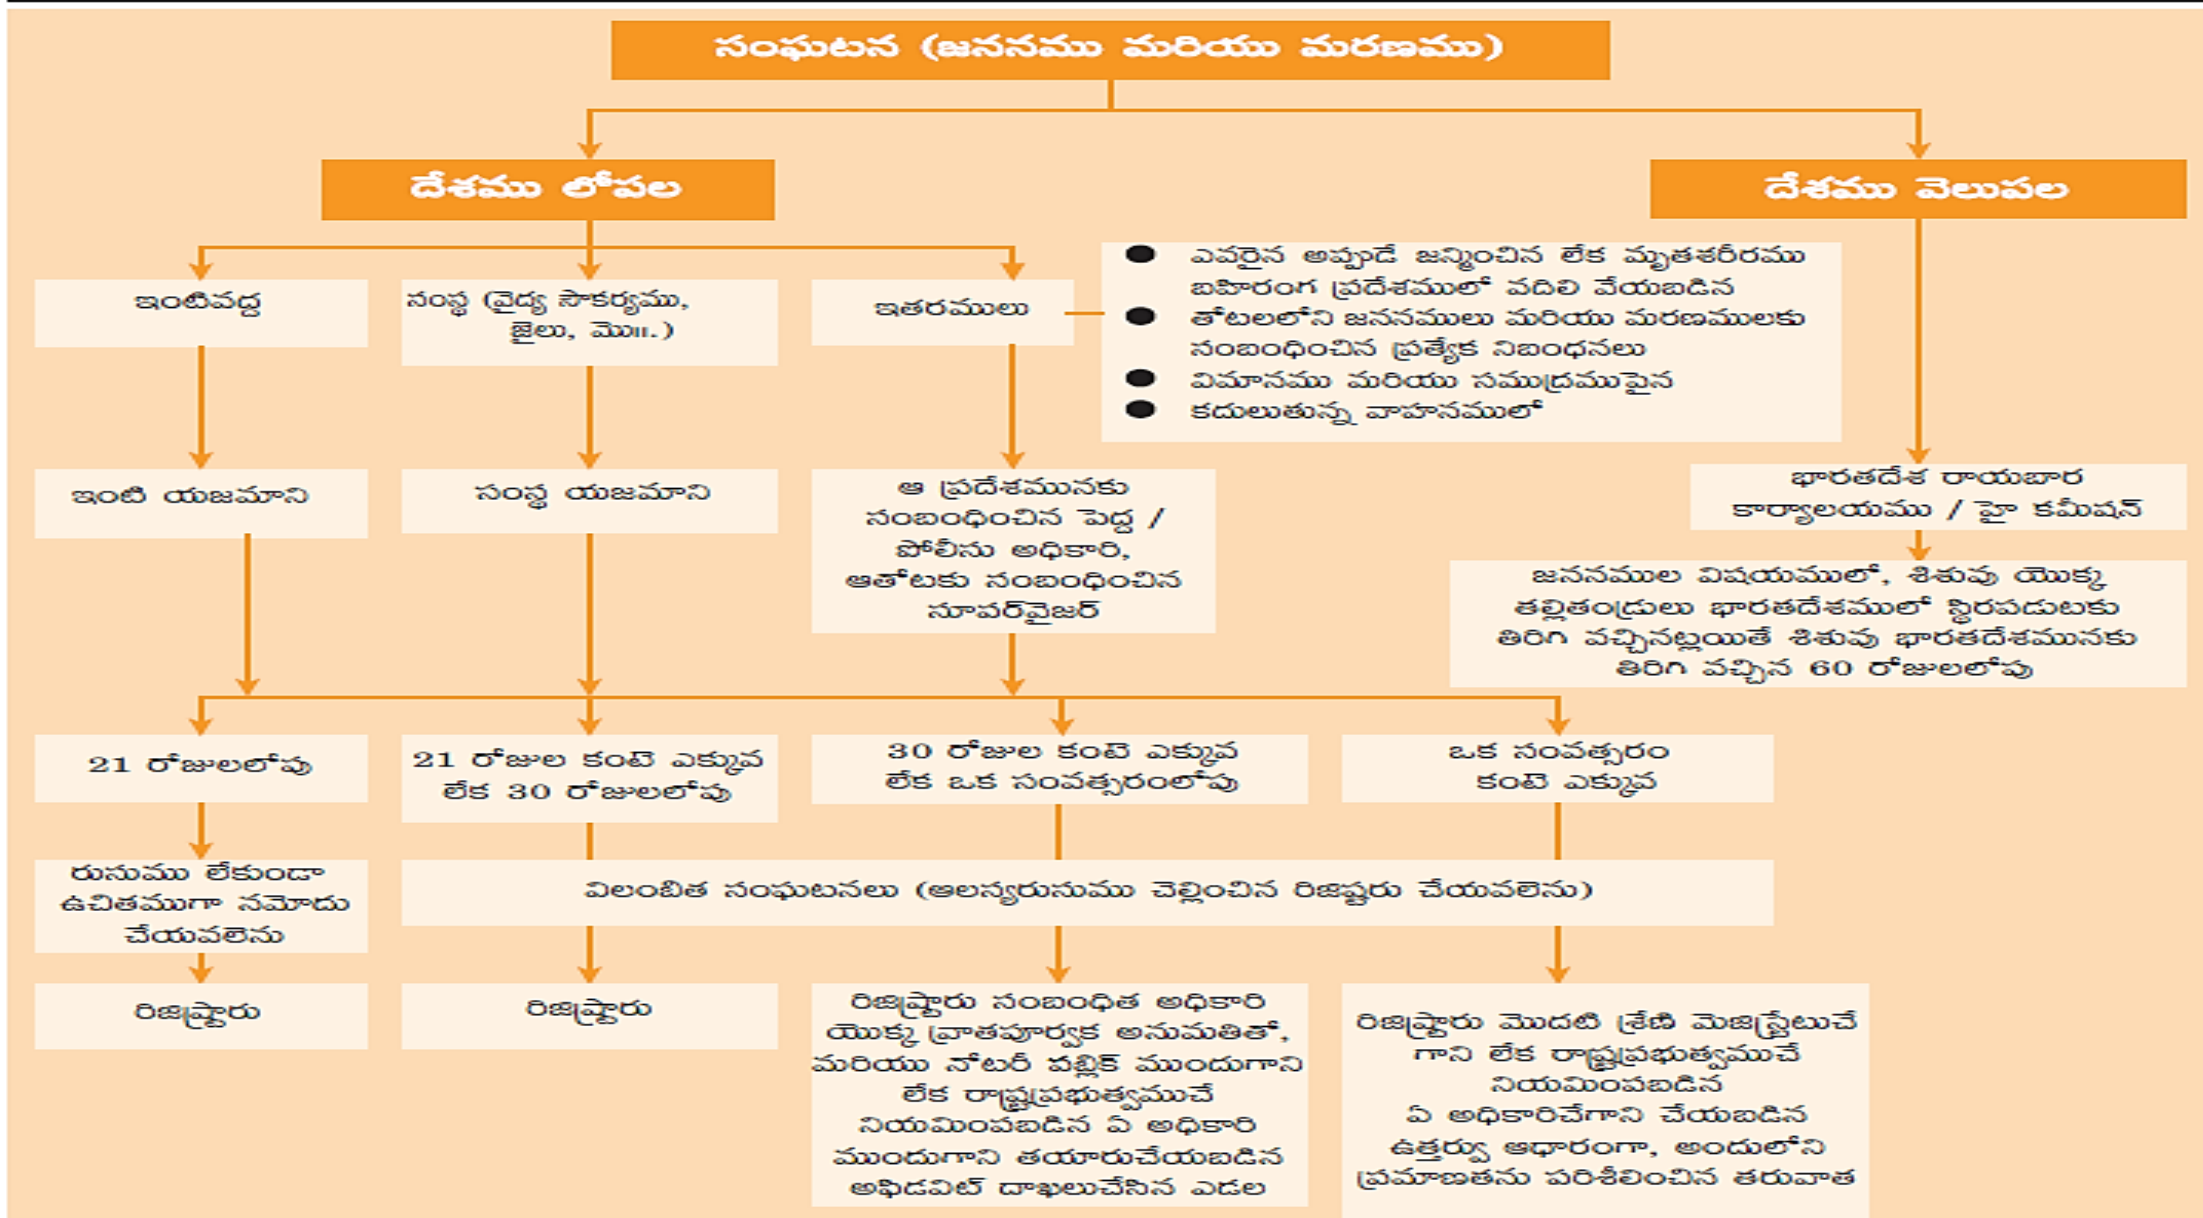 సంఘటన (జననము మరియు మరణము)
దేశము లోపల
దేశము వెలుపల
ఇంటివద్ద
సంస్థ (వైద్య సౌకర్యము,
జైలు, మొ॥.)
ఇతరములు
● ఎవరైన అప్పుడే జన్మించిన లేక మృతశరీరము
బహిరంగ ప్రదేశములో వదిలి వేయబడిన
● తోటలలోని జననములు మరియు మరణములకు
సంబంధించిన ప్రత్యేక నిబంధనలు
● విమానము మరియు సముద్రముపైన
● కదులుతున్న వాహనములో
ఇంటి యజమాని
సంస్థ యజమాని
ఆ ప్రదేశమునకు
సంబంధించిన పెద్ద /
పోలీసు అధికారి,
ఆతోటకు సంబంధించిన
సూపర్‌వైజర్
భారతదేశ రాయబార
కార్యాలయము / హై కమీషన్
జననముల విషయములో, శిశువు యొక్క
తల్లితండ్రులు భారతదేశములో స్థిరపడుటకు
తిరిగి వచ్చినట్లయితే శిశువు భారతదేశమునకు
తిరిగి వచ్చిన 60 రోజులలోపు
21 రోజులలోపు
21 రోజుల కంటె ఎక్కువ
లేక 30 రోజులలోపు
30 రోజుల కంటె ఎక్కువ
లేక ఒక సంవత్సరంలోపు
ఒక సంవత్సరం
కంటె ఎక్కువ
రుసుము లేకుండా
ఉచితముగా నమోదు
చేయవలెను
విలంబిత సంఘటనలు (ఆలస్యరుసుము చెల్లించిన రిజిష్టరు చేయవలెను)
రిజిష్ట్రారు
రిజిష్ట్రారు
రిజిష్ట్రారు సంబంధిత అధికారి
యొక్క వ్రాతపూర్వక అనుమతితో,
మరియు నోటరీ పబ్లిక్ ముందుగాని
లేక రాష్ట్రప్రభుత్వముచే
నియమింపబడిన ఏ అధికారి
ముందుగాని తయారుచేయబడిన
అఫిడవిట్ దాఖలుచేసిన ఎడల
రిజిష్ట్రారు మొదటి శ్రేణి మెజిస్ట్రేటుచే
గాని లేక రాష్ట్రప్రభుత్వముచే
నియమింపబడిన
ఏ అధికారిచేగాని చేయబడిన
ఉత్తర్వు ఆధారంగా, అందులోని
ప్రమాణతను పరిశీలించిన తరువాత